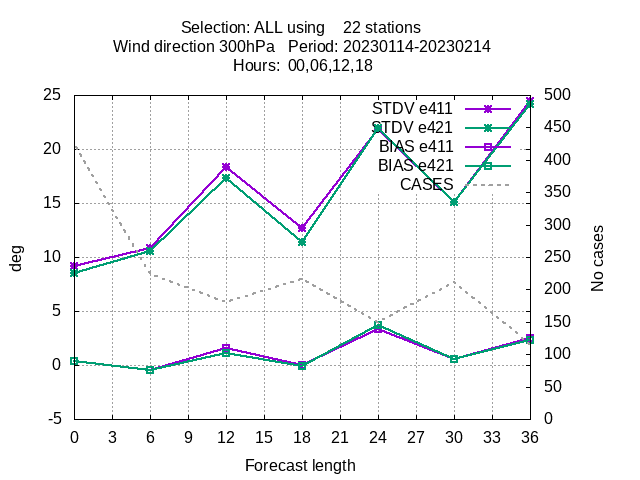 Selection: ALL using    22 stations
Wind direction 300hPa   Period: 20230114-20230214
Hours:  00,06,12,18
STDV e411
STDV e421
BIAS e411
BIAS e421
CASES
25
20
15
10
5
0
-5
500
450
400
350
300
250
200
150
100
50
0
deg
No cases
0 3 6 9 12 15 18 21 24 27 30 33 36
Forecast length